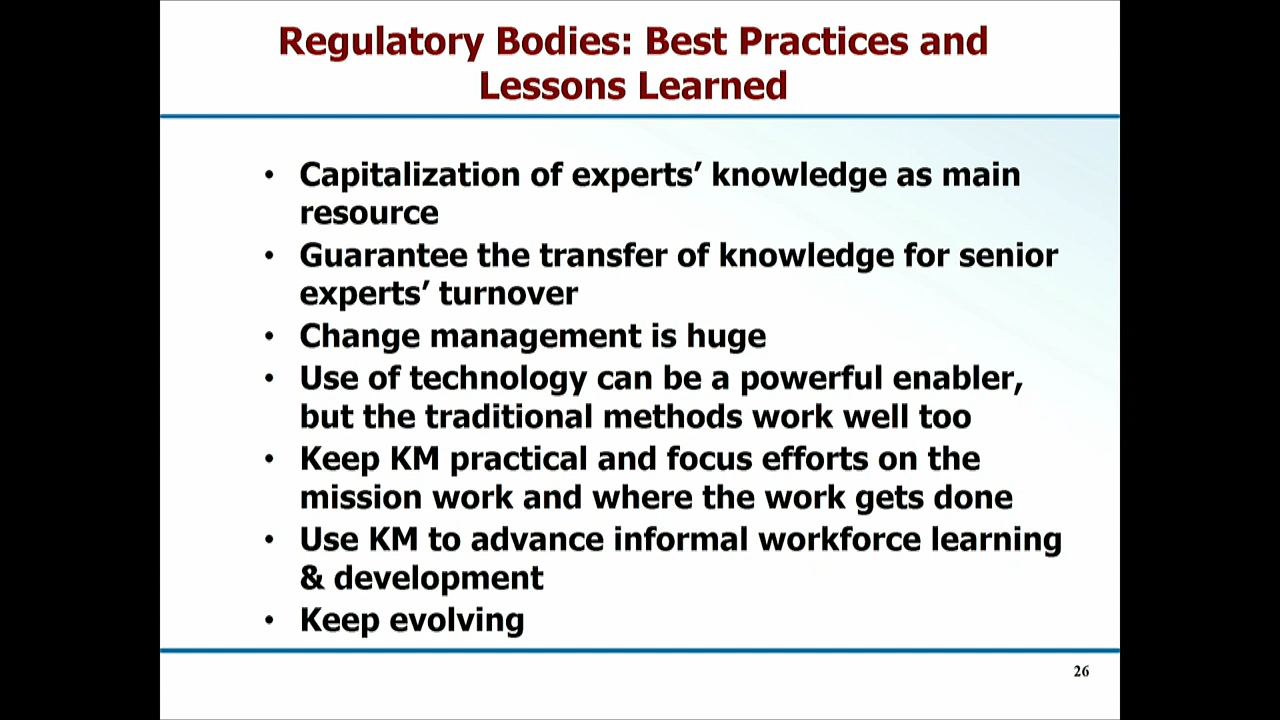 Regulatory Bodies: Best Practices and
Lessons Learned
• Capitalization of experts’ knowledge as main
resource
• Guarantee the transfer of knowledge for senior
experts’ turnover
• Change management is huge
• Use of technology can be a powerful enabler,
but the traditional methods work well too
• Keep KM practical and focus efforts on the
mission work and where the work gets done
• Use KM to advance informal workforce learning
& development
• Keep evolving
26